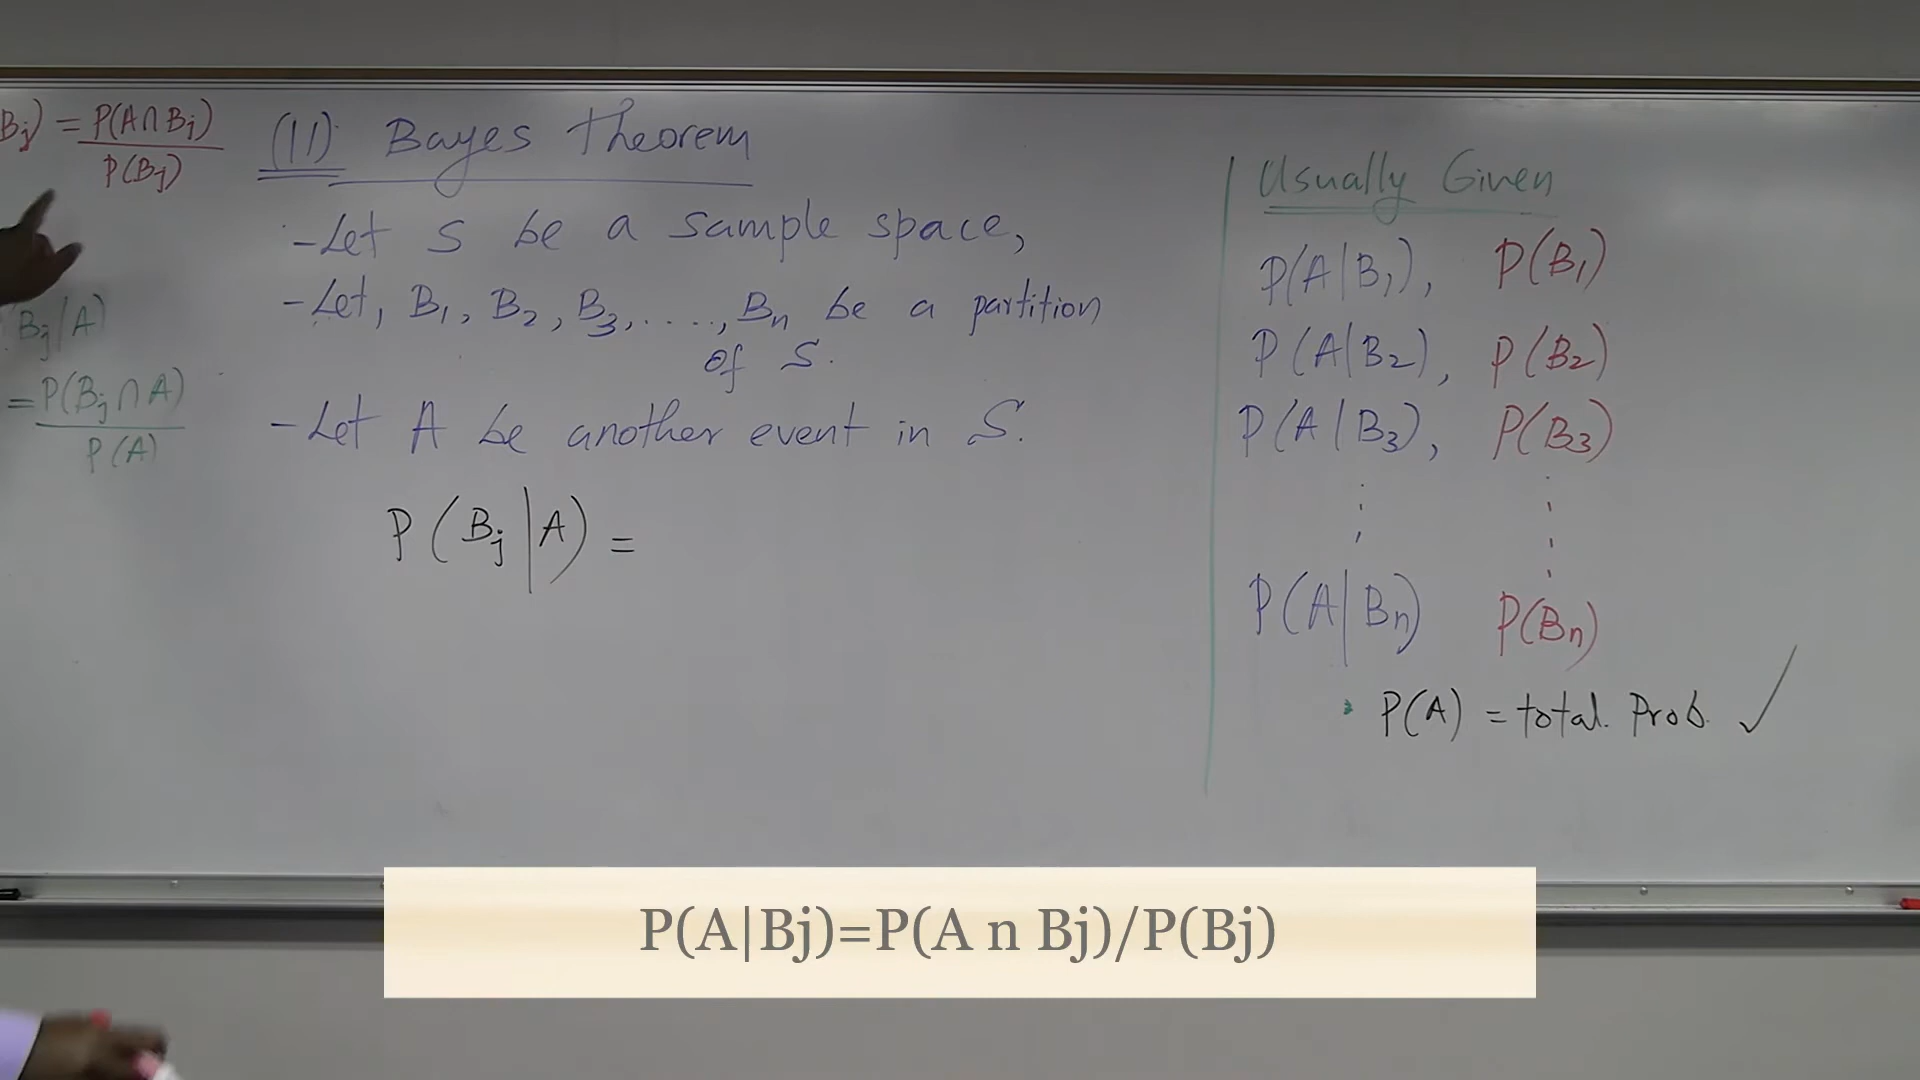 Bj) = P(A∩Bj)
P(Bj)
Bj|A)
= P(Bj∩A)
P(A)
(11). Bayes Theorem
-Let S be a sample space,
-Let, B1, B2, B3, ...., Bn be a partition
of S.
-Let A be another event in S.
P(Bj|A) =
Usually Given
P(A|B1), P(B1)
P(A|B2), P(B2)
P(A|B3), P(B3)
P(A|Bn) P(Bn)
P(A) = total. Prob. ✓
P(A|Bj)=P(A n Bj)/P(Bj)